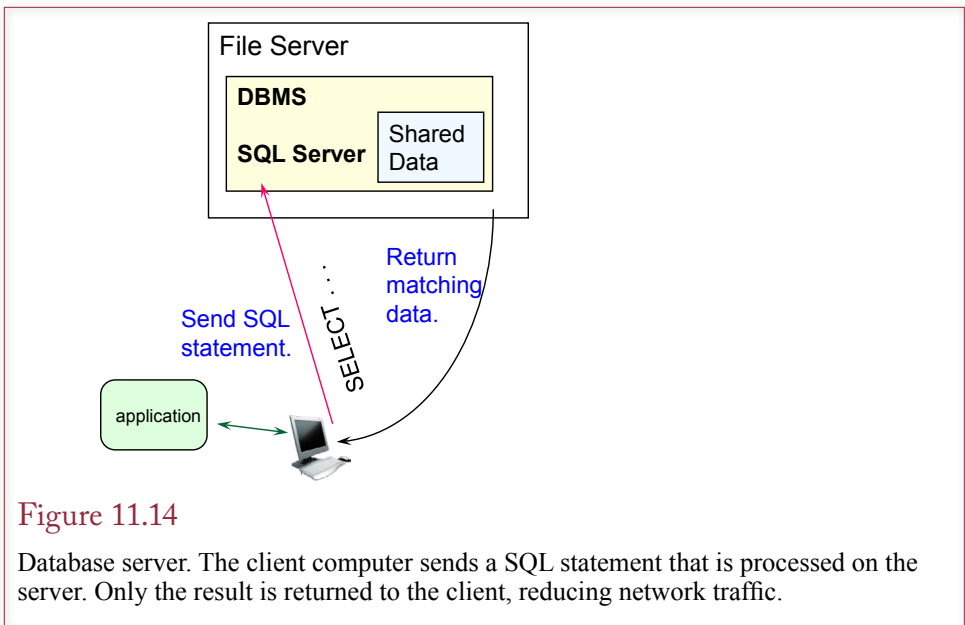 File Server
DBMS
SQL Server
Shared
Data
Return
matching
data.
Send SQL
statement.
SELECT . . .
application
Figure 11.14
Database server. The client computer sends a SQL statement that is processed on the
server. Only the result is returned to the client, reducing network traffic.